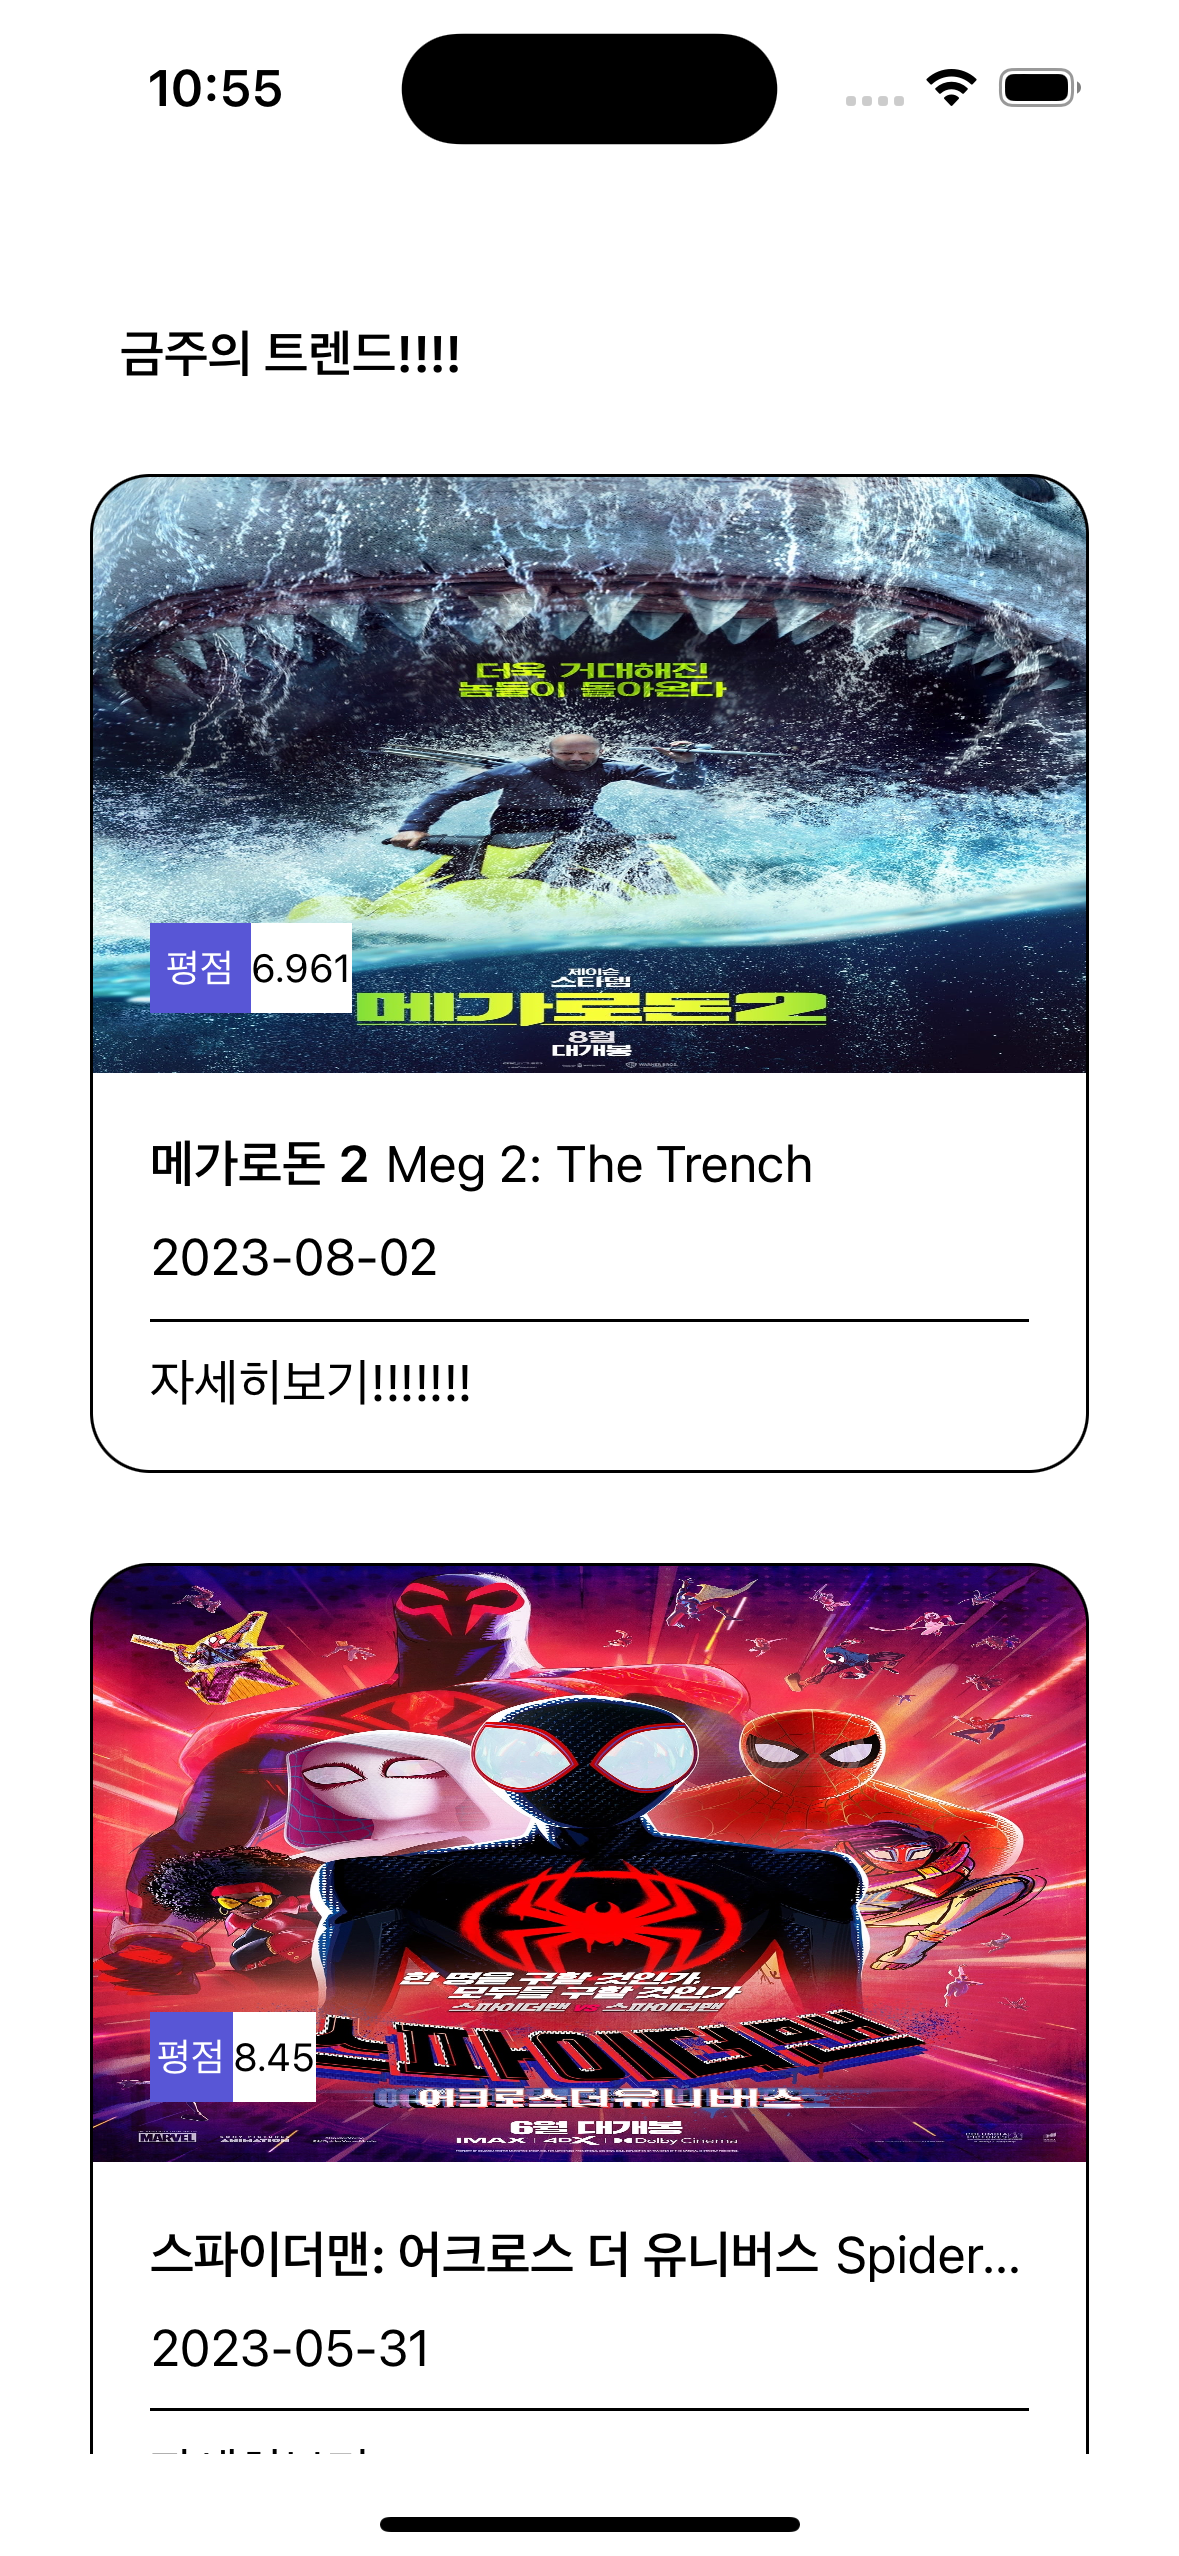 10:55
금주의 트렌드!!!!
더욱 거대해진
놈들이 돌아온다
평점 6.961
제이슨
스타뎀
메가로돈2
8월
대개봉
메가로돈 2 Meg 2: The Trench
2023-08-02
자세히보기!!!!!!!
한 명을 구할 것인가,
모두를 구할 것인가
스파이더맨 VS 스파이더맨
스파이더맨
평점 8.45
어크로스 더 유니버스
6월 대개봉
MARVEL
IMAX 4DX Dolby Cinema
스파이더맨: 어크로스 더 유니버스 Spider...
2023-05-31